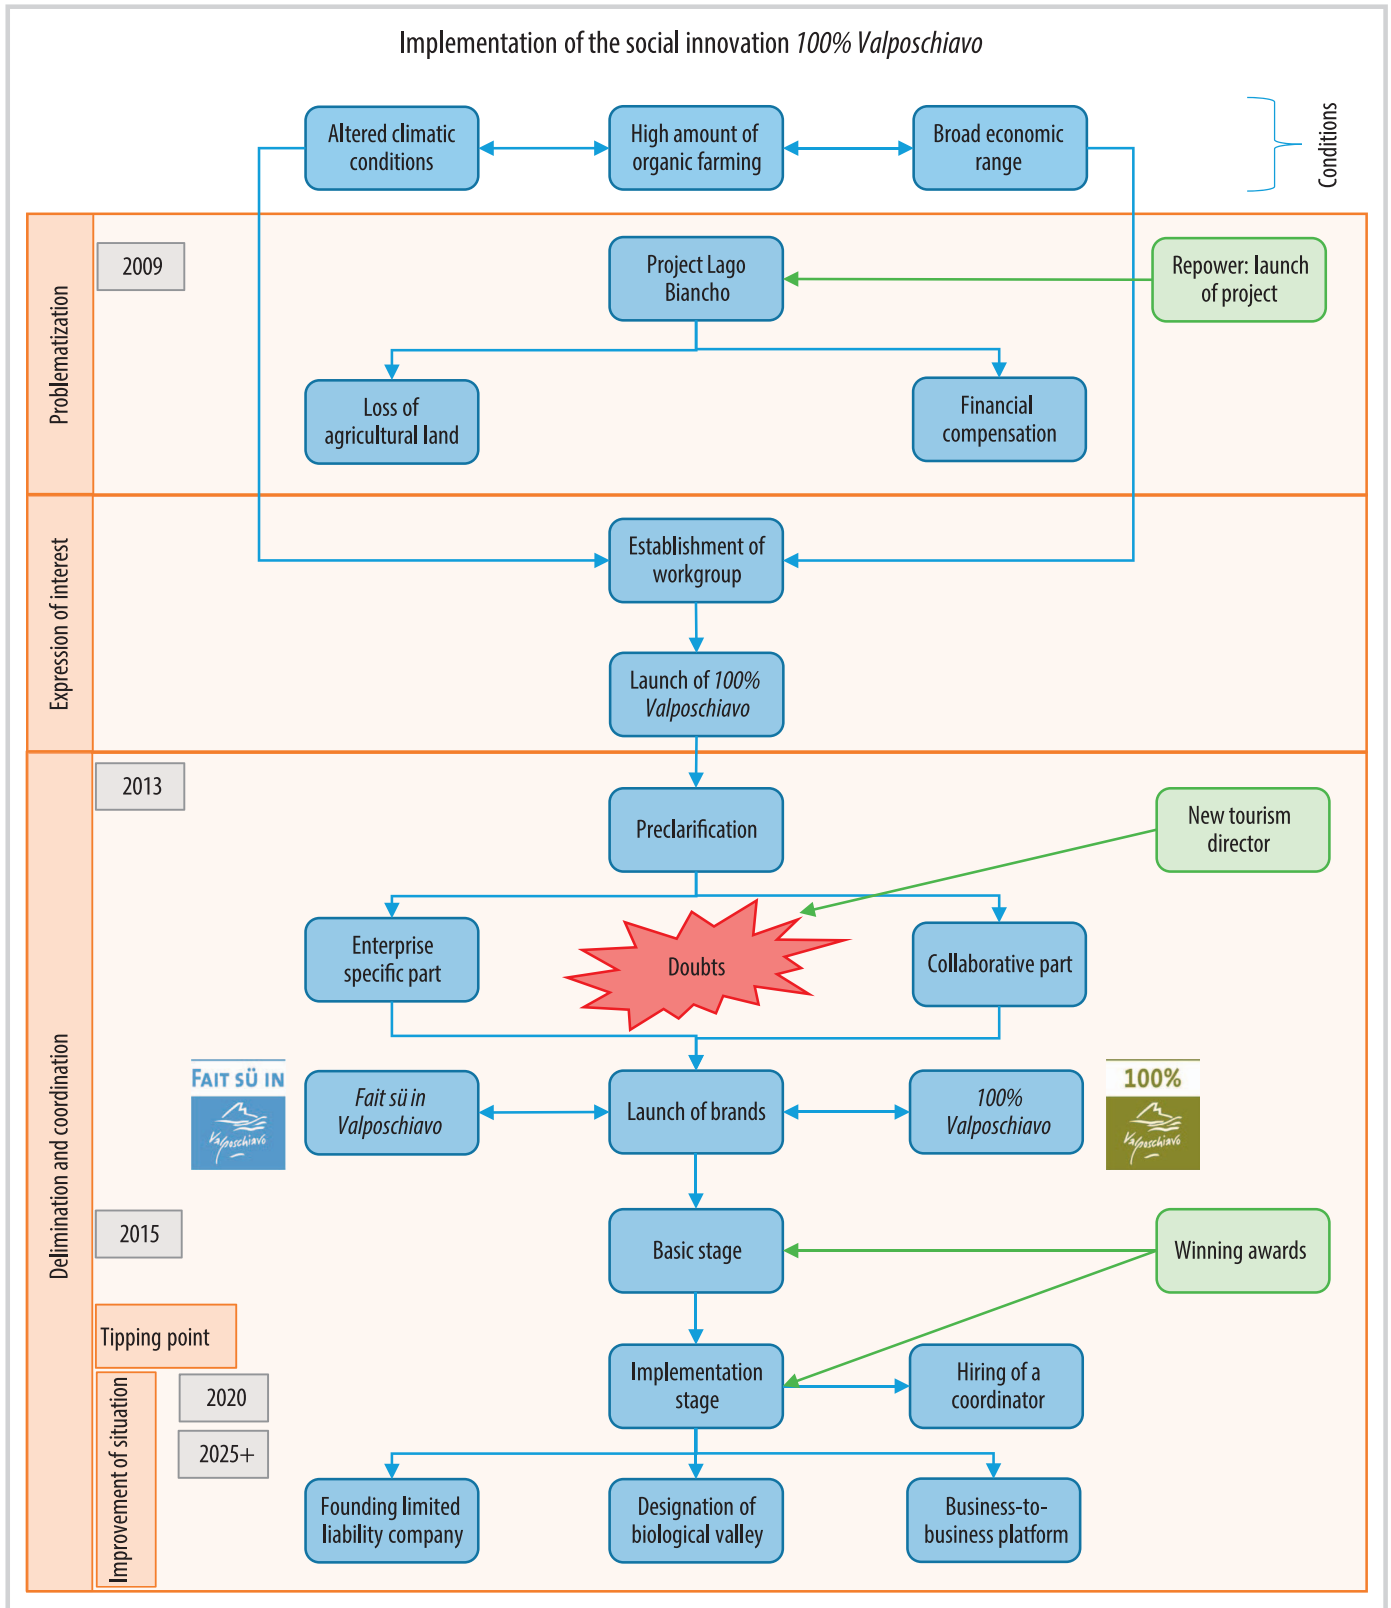 Implementation of the social innovation 100% Valposchiavo
Altered climatic
conditions
High amount of
organic farming
Broad economic
range
Conditions
Problematization
2009
Project Lago
Biancho
Repower: launch
of project
Loss of
agricultural land
Financial
compensation
Expression of interest
Establishment of
workgroup
Launch of 100%
Valposchiavo
Delimination and coordination
2013
Preclarification
New tourism
director
Enterprise
specific part
Doubts
Collaborative part
FAIT SÜ IN
Valposchiavo
Fait sü in
Valposchiavo
Launch of brands
100%
Valposchiavo
100%
Valposchiavo
2015
Basic stage
Winning awards
Tipping point
Improvement of situation
2020
2025+
Implementation
stage
Hiring of a
coordinator
Founding limited
liability company
Designation of
biological valley
Business-to-
business platform